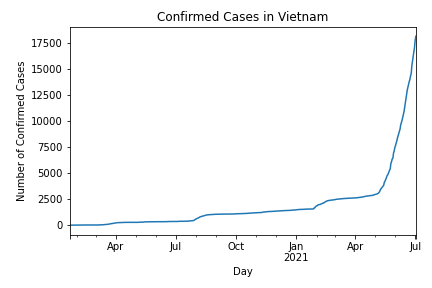 Confirmed Cases in Vietnam
Number of Confirmed Cases
17500
15000
12500
10000
7500
5000
2500
0
Apr Jul Oct Jan Apr Jul
2021
Day